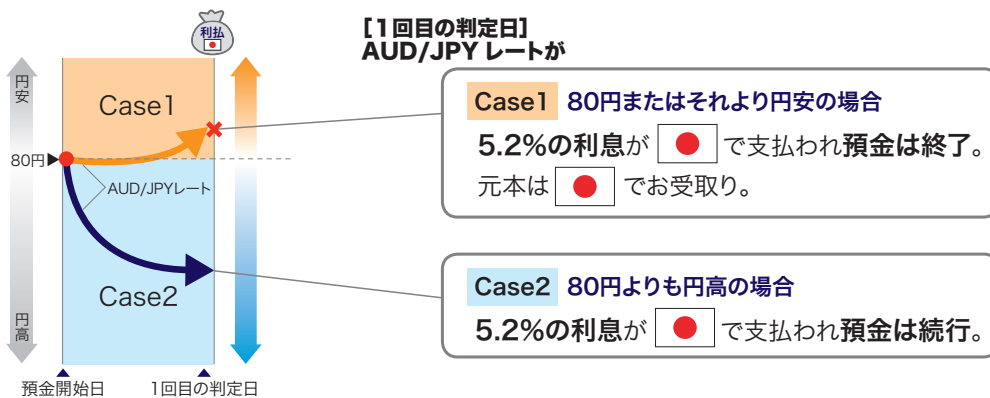 利払
[1回目の判定日]
AUD/JPY レートが
円安
Case1
80円
AUD/JPYレート
Case2
円高
預金開始日
1回目の判定日
Case1 80円またはそれより円安の場合
5.2%の利息が で支払われ預金は終了。
元本は でお受取り。
Case2 80円よりも円高の場合
5.2%の利息が で支払われ預金は続行。